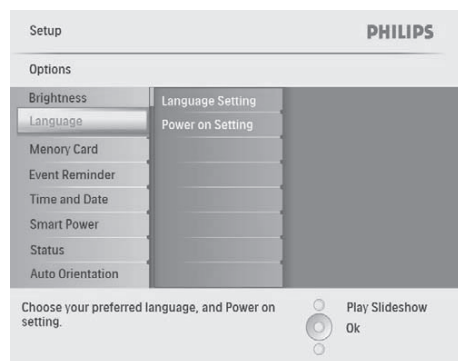 Setup
PHILIPS
Options
Brightness
Language
Menory Card
Event Reminder
Time and Date
Smart Power
Status
Auto Orientation
Language Setting
Power on Setting
Choose your preferred language, and Power on
setting.
Play Slideshow
Ok